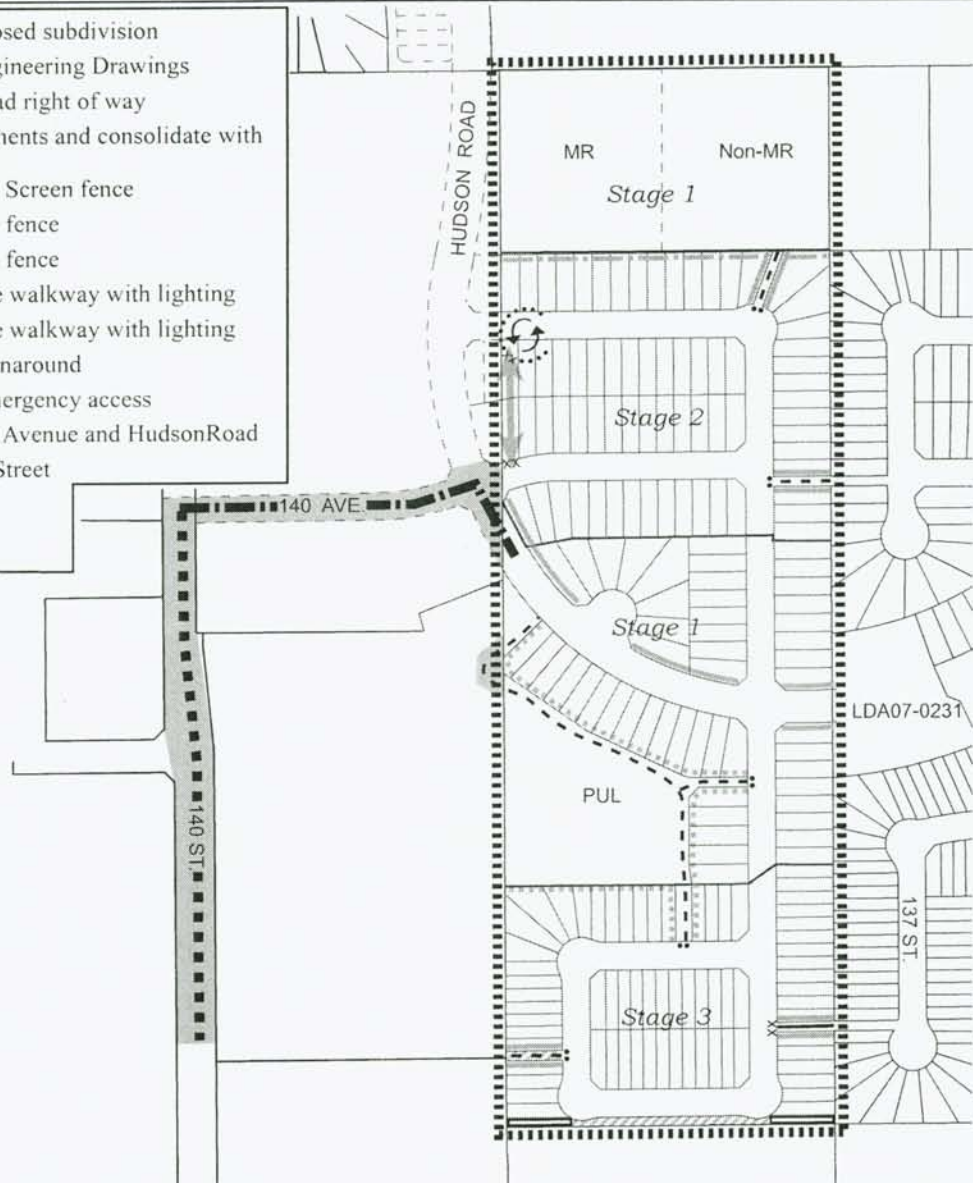 osed subdivision
gineering Drawings
ad right of way
nents and consolidate with
Screen fence
fence
fence
e walkway with lighting
e walkway with lighting
naround
ergency access
Avenue and HudsonRoad
Street
HUDSON ROAD
MR
Non-MR
Stage 1
Stage 2
140 AVE.
Stage 1
LDA07-0231
PUL
140 ST.
137 ST.
Stage 3